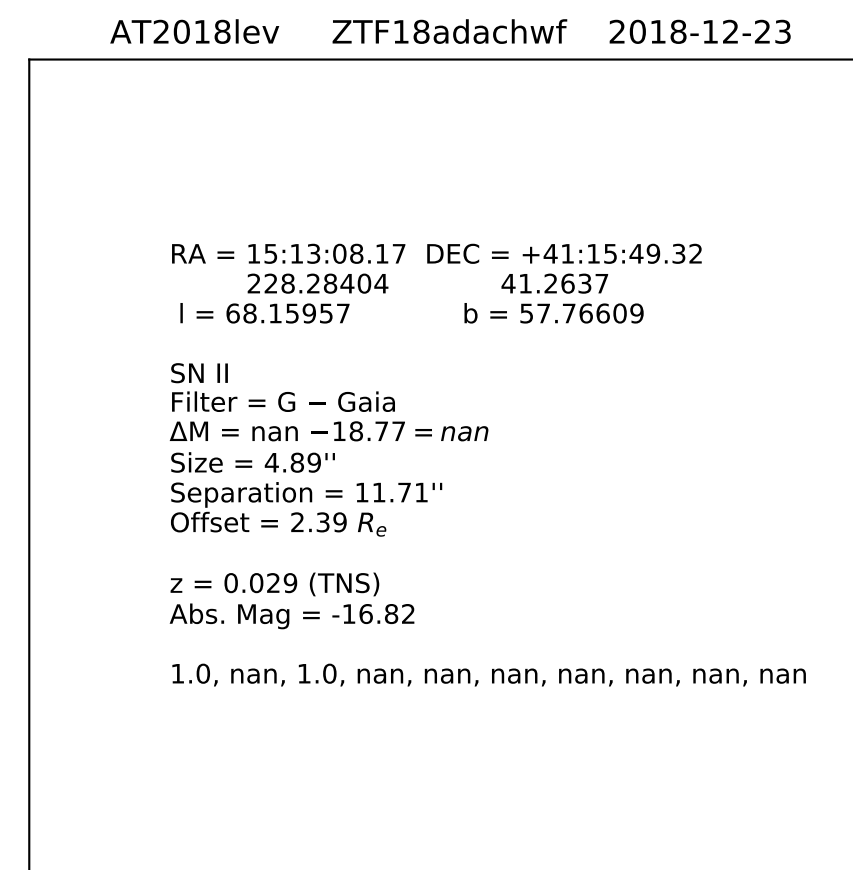 AT2018lev ZTF18adachwf 2018-12-23
RA = 15:13:08.17 DEC = +41:15:49.32
228.28404 41.2637
l = 68.15957 b = 57.76609
SN II
Filter = G − Gaia
ΔM = nan −18.77 = nan
Size = 4.89''
Separation = 11.71''
Offset = 2.39 Re
z = 0.029 (TNS)
Abs. Mag = -16.82
1.0, nan, 1.0, nan, nan, nan, nan, nan, nan, nan